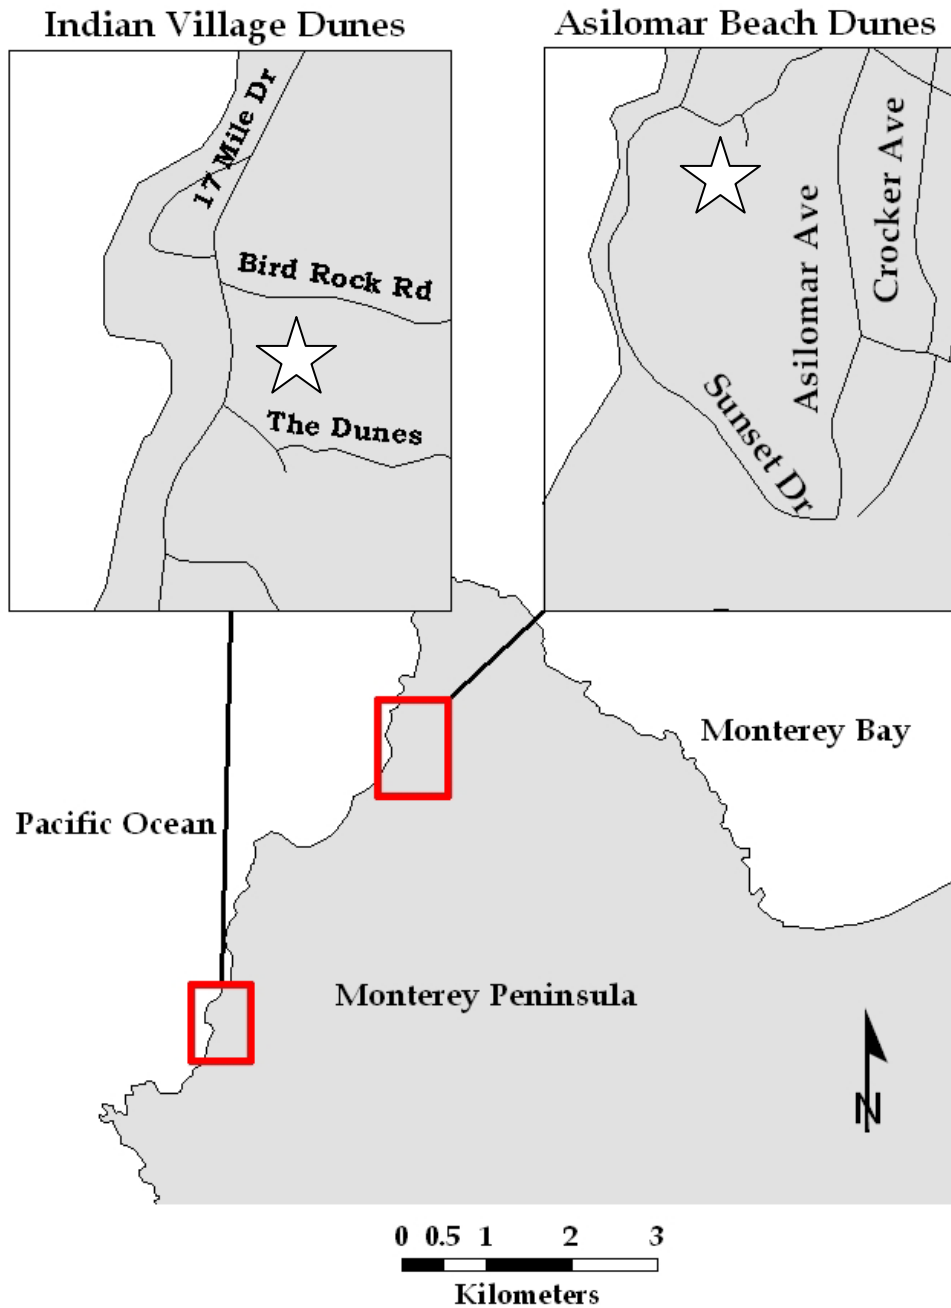 Indian Village Dunes
Asilomar Beach Dunes
17 Mile Dr
Bird Rock Rd
The Dunes
Asilomar Ave
Crocker Ave
Sunset Dr
Monterey Bay
Pacific Ocean
Monterey Peninsula
N
0 0.5 1 2 3
Kilometers